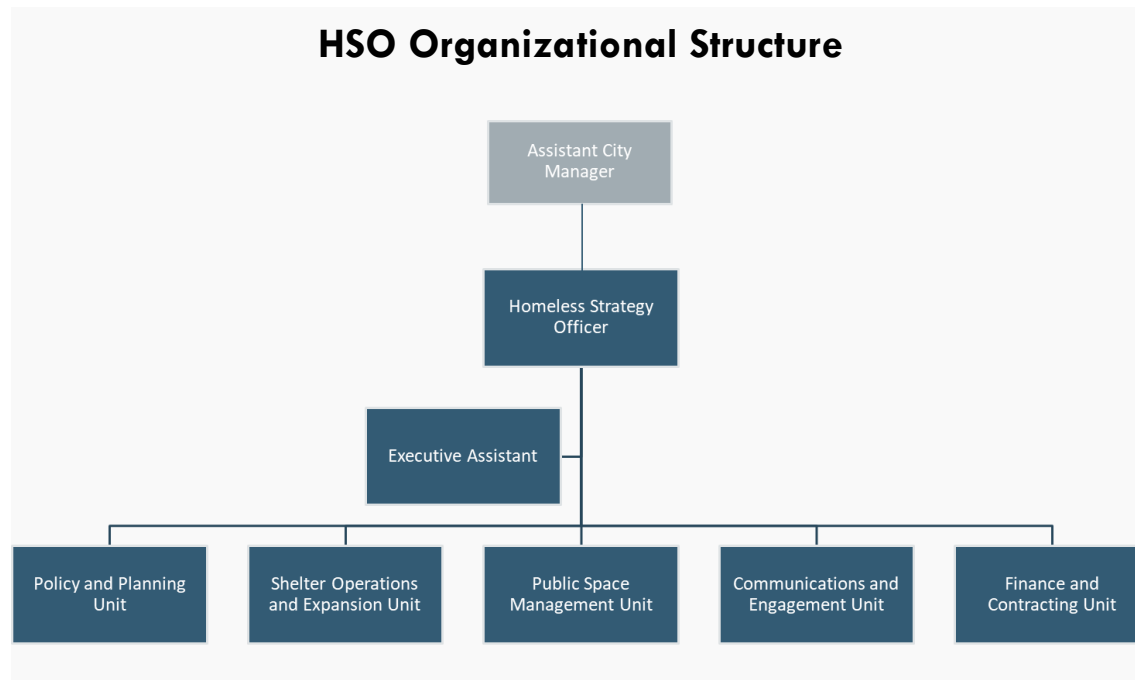 HSO Organizational Structure
Assistant City
Manager
Homeless Strategy
Officer
Executive Assistant
Policy and Planning
Unit
Shelter Operations
and Expansion Unit
Public Space
Management Unit
Communications and
Engagement Unit
Finance and
Contracting Unit